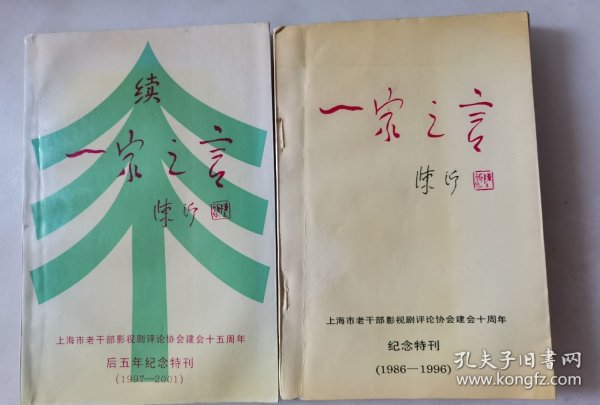 续
一家之言
陈沂
上海市老干部影视剧评论协会建会十五周年
后五年纪念特刊
(1997—2001)
一家之言
陈沂
上海市老干部影视剧评论协会建会十周年
纪念特刊
(1986—1996)
孔夫子旧书网
www.kongfz.com